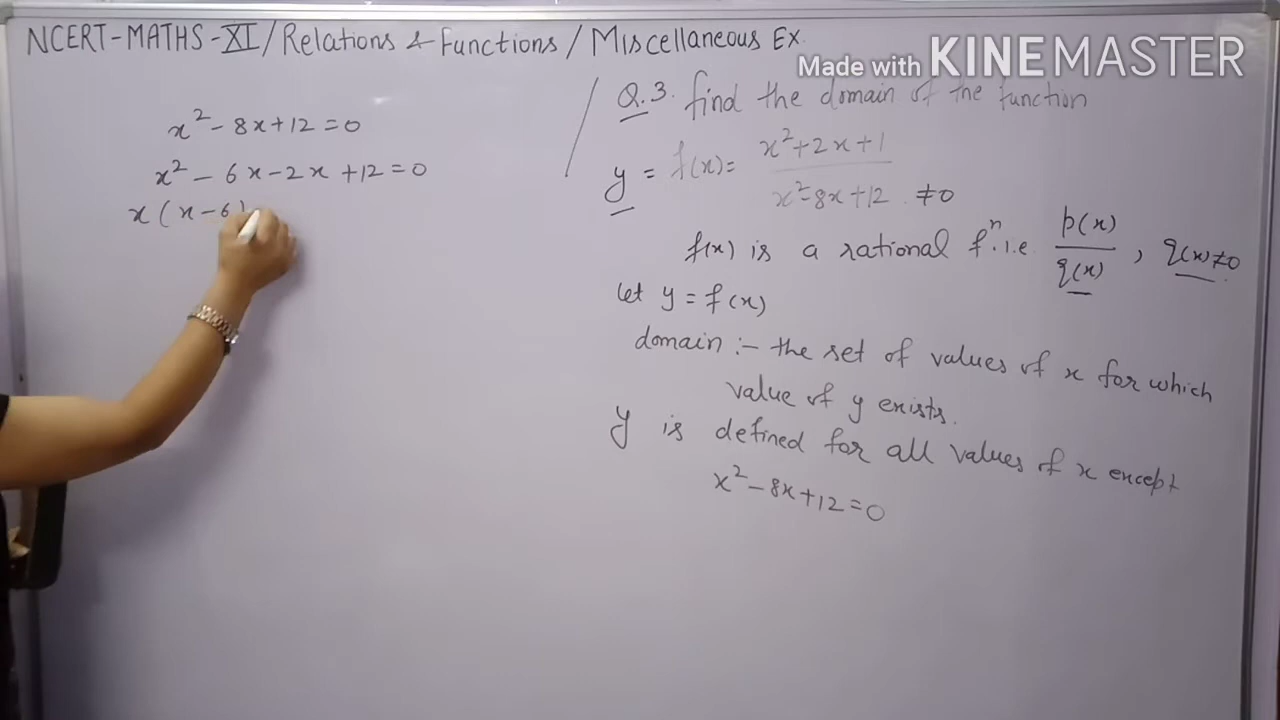 NCERT-MATHS-XI/Relations & Functions/Miscellaneous Ex.
Made with KINEMASTER
x² - 8x + 12 = 0
x² - 6x - 2x + 12 = 0
x (x - 6)
Q.3. find the domain of the function
y = f(x) = x² + 2x + 1
x² - 8x + 12 ≠ 0
f(x) is a rational fⁿ. i.e. p(x) / q(x) , q(x) ≠ 0
let y = f(x)
domain :- the set of values of x for which
value of y exists.
y is defined for all values of x except
x² - 8x + 12 = 0